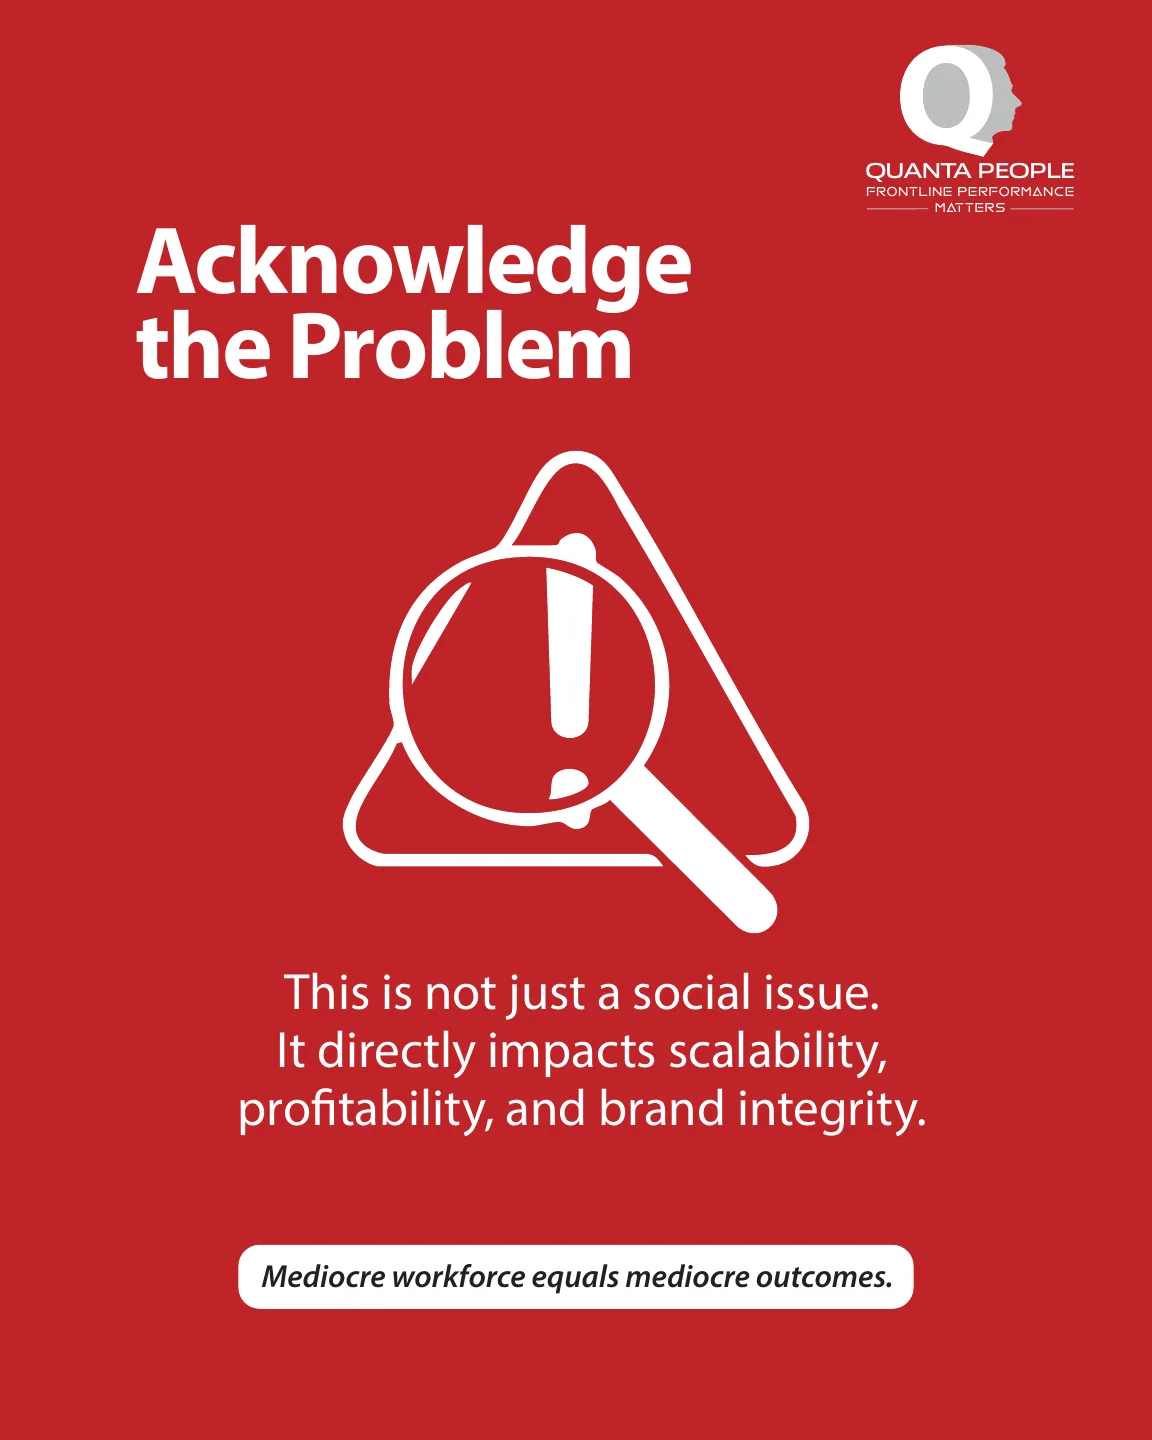 QUANTA PEOPLE
FRONTLINE PERFORMANCE
MATTERS
Acknowledge
the Problem
This is not just a social issue.
It directly impacts scalability,
profitability, and brand integrity.
Mediocre workforce equals mediocre outcomes.